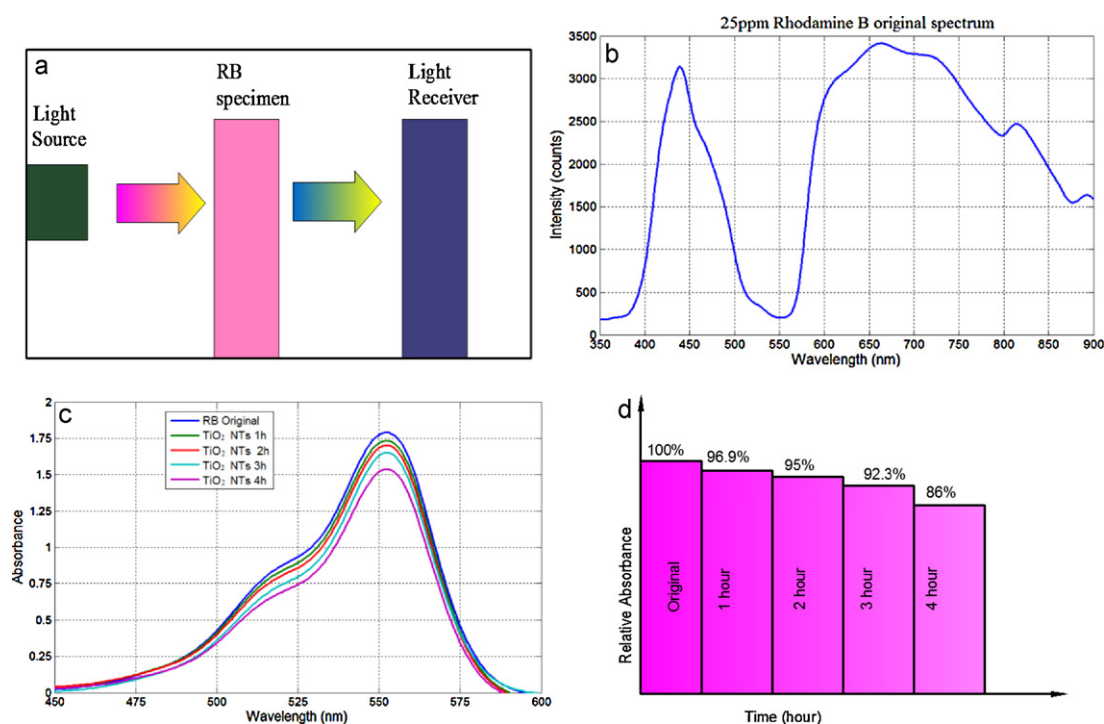 a
Light
Source
RB
specimen
Light
Receiver
b
25ppm Rhodamine B original spectrum
Intensity (counts)
3500
3000
2500
2000
1500
1000
500
0
350 400 450 500 550 600 650 700 750 800 850 900
Wavelength (nm)
c
Absorbance
2
1.75
1.5
1.25
1
0.75
0.5
0.25
0
RB Original
TiO₂ NTs 1h
TiO₂ NTs 2h
TiO₂ NTs 3h
TiO₂ NTs 4h
450 475 500 525 550 575 600
Wavelength (nm)
d
Relative Absorbance
100%
96.9%
95%
92.3%
86%
Original
1 hour
2 hour
3 hour
4 hour
Time (hour)